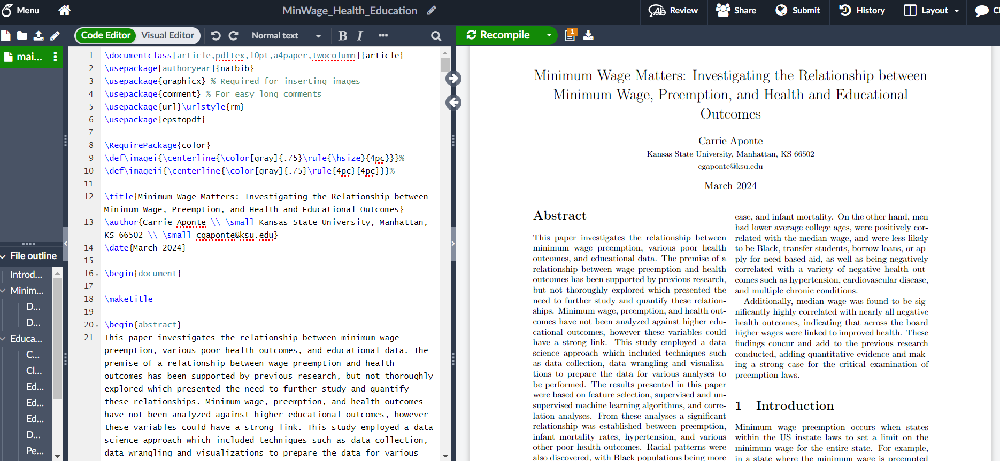 Menu
MinWage_Health_Education
Review
Share
Submit
History
Layout
C
Code Editor
Visual Editor
Normal text
B I
Recompile
1
mai...
File outline
Introd...
Minim...
D...
D...
Educa...
C...
Cl...
Ed...
Ed...
Ed...
D...
Pe...
1 \documentclass[article,pdftex,10pt,a4paper,twocolumn]{article}
2 \usepackage[authoryear]{natbib}
3 \usepackage{graphicx} % Required for inserting images
4 \usepackage{comment} % For easy long comments
5 \usepackage{url}\urlstyle{rm}
6 \usepackage{epstopdf}
7
8 \RequirePackage{color}
9 \def\imagei{\centerline{\color[gray]{.75}\rule{\hsize}{4pc}}}%
10 \def\imageii{\centerline{\color[gray]{.75}\rule{4pc}{4pc}}}%
11
12 \title{Minimum Wage Matters: Investigating the Relationship between
Minimum Wage, Preemption, and Health and Educational Outcomes}
13 \author{Carrie Aponte \\ \small Kansas State University, Manhattan,
KS 66502 \\ \small cgaponte@ksu.edu}
14 \date{March 2024}
15
16 \begin{document}
17
18 \maketitle
19
20 \begin{abstract}
21 This paper investigates the relationship between minimum wage
preemption, various poor health outcomes, and educational data. The
premise of a relationship between wage preemption and health
outcomes has been supported by previous research, but not thoroughly
explored which presented the need to further study and quantify
these relationships. Minimum wage, preemption, and health outcomes
have not been analyzed against higher educational outcomes, however
these variables could have a strong link. This study employed a data
science approach which included techniques such as data collection,
data wrangling and visualizations to prepare the data for various
Minimum Wage Matters: Investigating the Relationship between
Minimum Wage, Preemption, and Health and Educational
Outcomes
Carrie Aponte
Kansas State University, Manhattan, KS 66502
cgaponte@ksu.edu
March 2024
Abstract
This paper investigates the relationship between
minimum wage preemption, various poor health
outcomes, and educational data. The premise of a
relationship between wage preemption and health
outcomes has been supported by previous research,
but not thoroughly explored which presented the
need to further study and quantify these relation-
ships. Minimum wage, preemption, and health out-
comes have not been analyzed against higher edu-
cational outcomes, however these variables could
have a strong link. This study employed a data
science approach which included techniques such
as data collection, data wrangling and visualiza-
tions to prepare the data for various analyses to
be performed. The results presented in this paper
were based on feature selection, supervised and un-
supervised machine learning algorithms, and corre-
lation analyses. From these analyses a significant
relationship was established between preemption,
infant mortality rates, hypertension, and various
other poor health outcomes. Racial patterns were
also discovered, with Black populations being more
ease, and infant mortality. On the other hand, men
had lower average college ages, were positively cor-
related with the median wage, and were less likely
to be Black, transfer students, borrow loans, or ap-
ply for need based aid, as well as being negatively
correlated with a variety of negative health out-
comes such as hypertension, cardiovascular disease,
and multiple chronic conditions.
Additionally, median wage was found to be sig-
nificantly highly correlated with nearly all negative
health outcomes, indicating that across the board
higher wages were linked to improved health. These
findings concur and add to the previous research
conducted, adding quantitative evidence and mak-
ing a strong case for the critical examination of
preemption laws.
1 Introduction
Minimum wage preemption occurs when states
within the US instate laws to set a limit on the
minimum wage for the entire state. For example,
in a state where the minimum wage is preempted